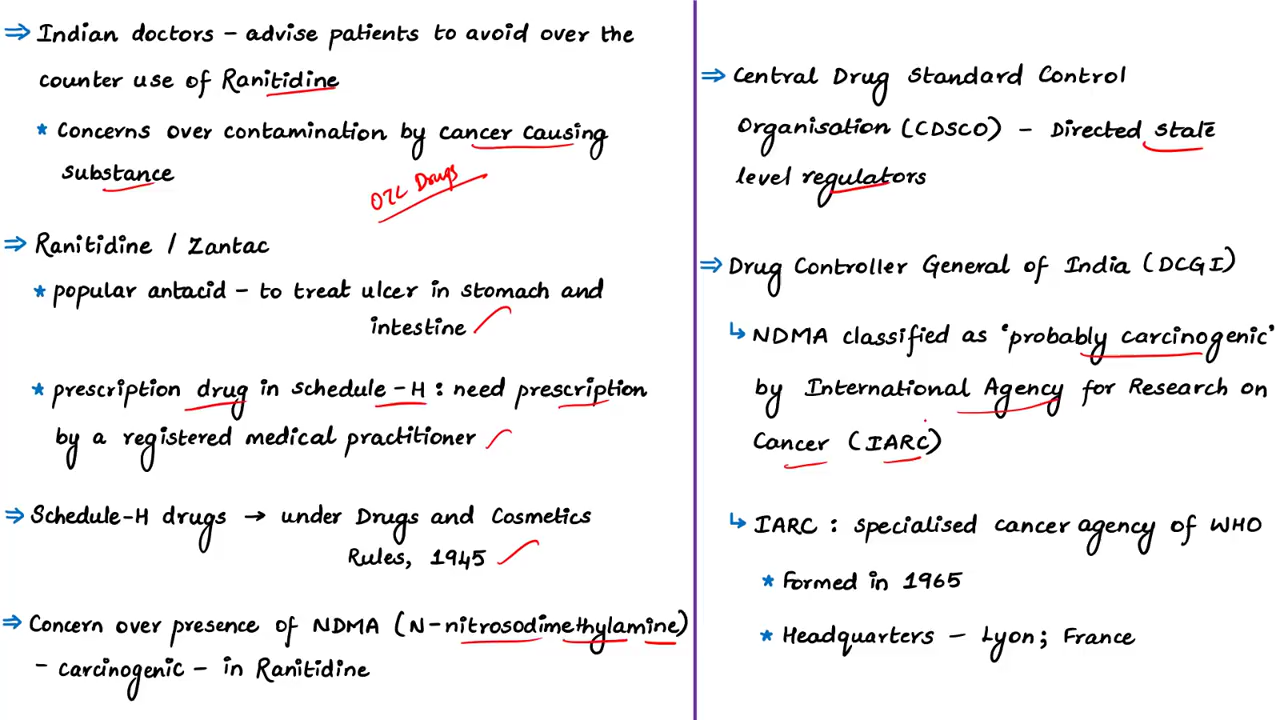 ⇒ Indian doctors – advise patients to avoid over the
counter use of Ranitidine
* Concerns over contamination by cancer causing
substance
OTC Drugs
⇒ Ranitidine / Zantac
* popular antacid – to treat ulcer in stomach and
intestine
* prescription drug in schedule-H : need prescription
by a registered medical practitioner
⇒ Schedule-H drugs → under Drugs and Cosmetics
Rules, 1945
⇒ Concern over presence of NDMA (N-nitrosodimethylamine)
- carcinogenic - in Ranitidine
⇒ Central Drug Standard Control
Organisation (CDSCO) – Directed state
level regulators
⇒ Drug Controller General of India (DCGI)
↳ NDMA classified as 'probably carcinogenic'
by International Agency for Research on
Cancer (IARC)
↳ IARC : specialised cancer agency of WHO
* Formed in 1965
* Headquarters – Lyon; France